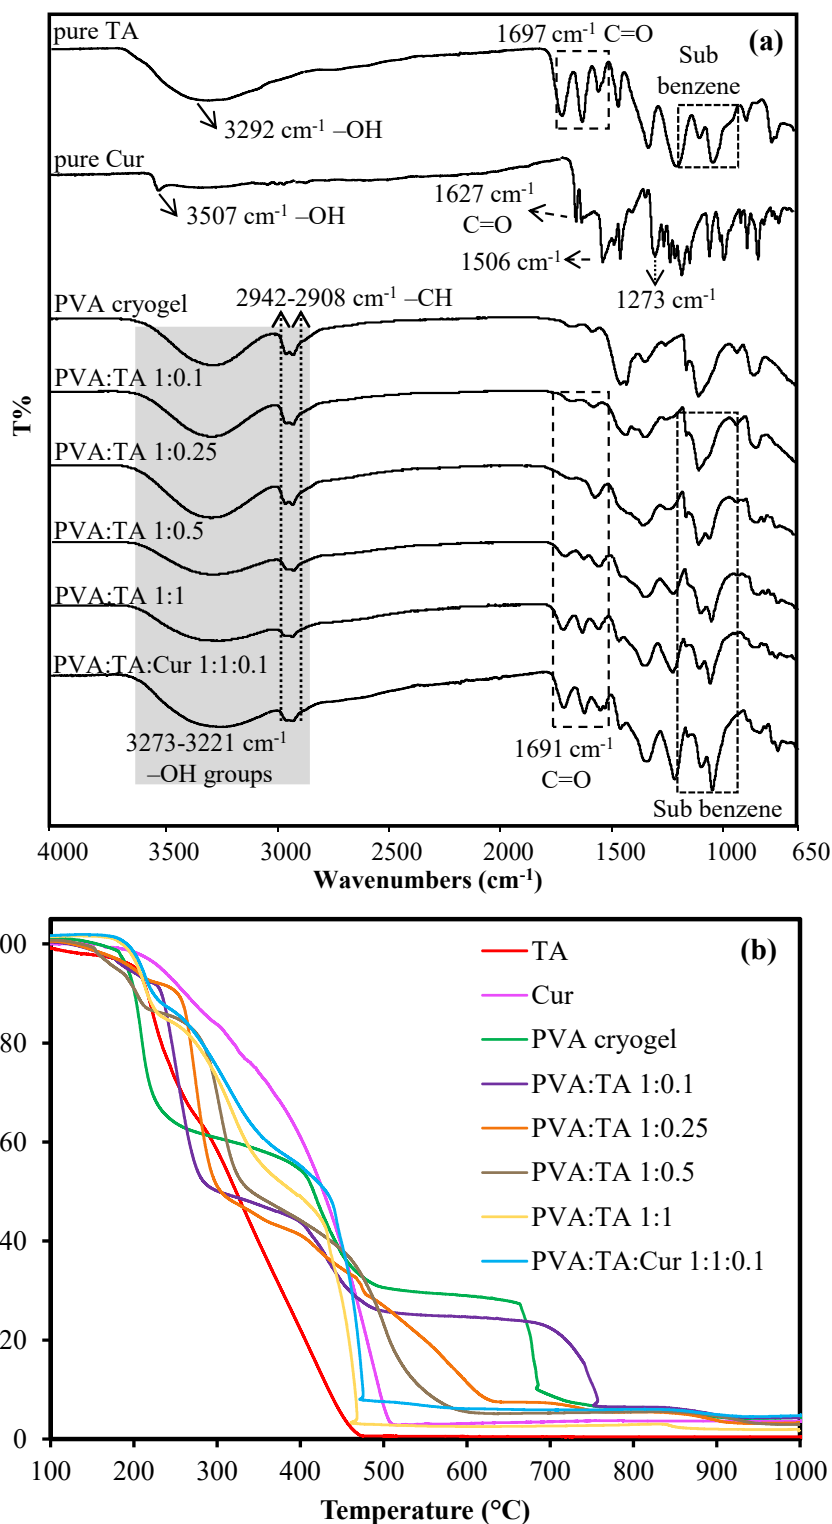 pure TA
1697 cm-1 C=O
(a)
Sub
benzene
3292 cm-1 –OH
pure Cur
3507 cm-1 –OH
1627 cm-1
C=O
1506 cm-1
1273 cm-1
2942-2908 cm-1 –CH
PVA cryogel
PVA:TA 1:0.1
PVA:TA 1:0.25
PVA:TA 1:0.5
PVA:TA 1:1
PVA:TA:Cur 1:1:0.1
T%
3273-3221 cm-1
–OH groups
1691 cm-1
C=O
Sub benzene
4000 3500 3000 2500 2000 1500 1000 650
Wavenumbers (cm-1)
(b)
TA
Cur
PVA cryogel
PVA:TA 1:0.1
PVA:TA 1:0.25
PVA:TA 1:0.5
PVA:TA 1:1
PVA:TA:Cur 1:1:0.1
00
80
60
40
20
0
100 200 300 400 500 600 700 800 900 1000
Temperature (°C)